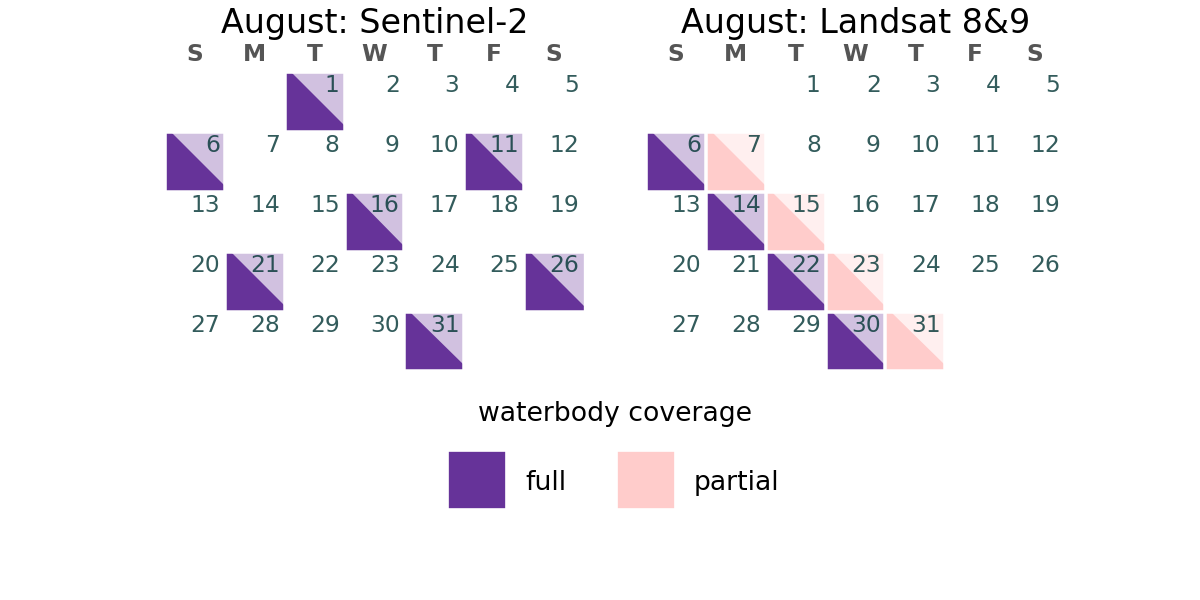 August: Sentinel-2
S M T W T F S
1 2 3 4 5
6 7 8 9 10 11 12
13 14 15 16 17 18 19
20 21 22 23 24 25 26
27 28 29 30 31
August: Landsat 8&9
S M T W T F S
1 2 3 4 5
6 7 8 9 10 11 12
13 14 15 16 17 18 19
20 21 22 23 24 25 26
27 28 29 30 31
waterbody coverage
full partial